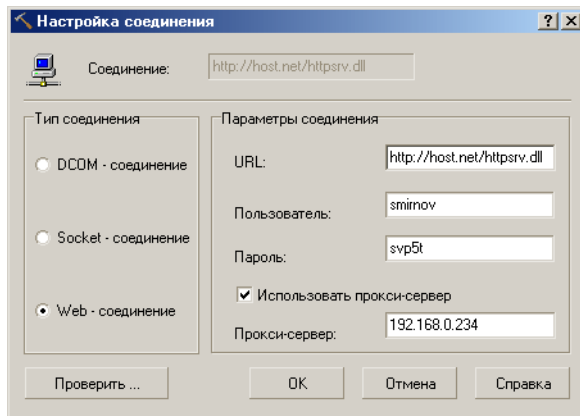 Настройка соединения
Соединение: http://host.net/httpsrv.dll
Тип соединения
DCOM - соединение
Socket - соединение
Web - соединение
Параметры соединения
URL: http://host.net/httpsrv.dll
Пользователь: smirnov
Пароль: svp5t
Использовать прокси-сервер
Прокси-сервер: 192.168.0.234
Проверить ... OK Отмена Справка